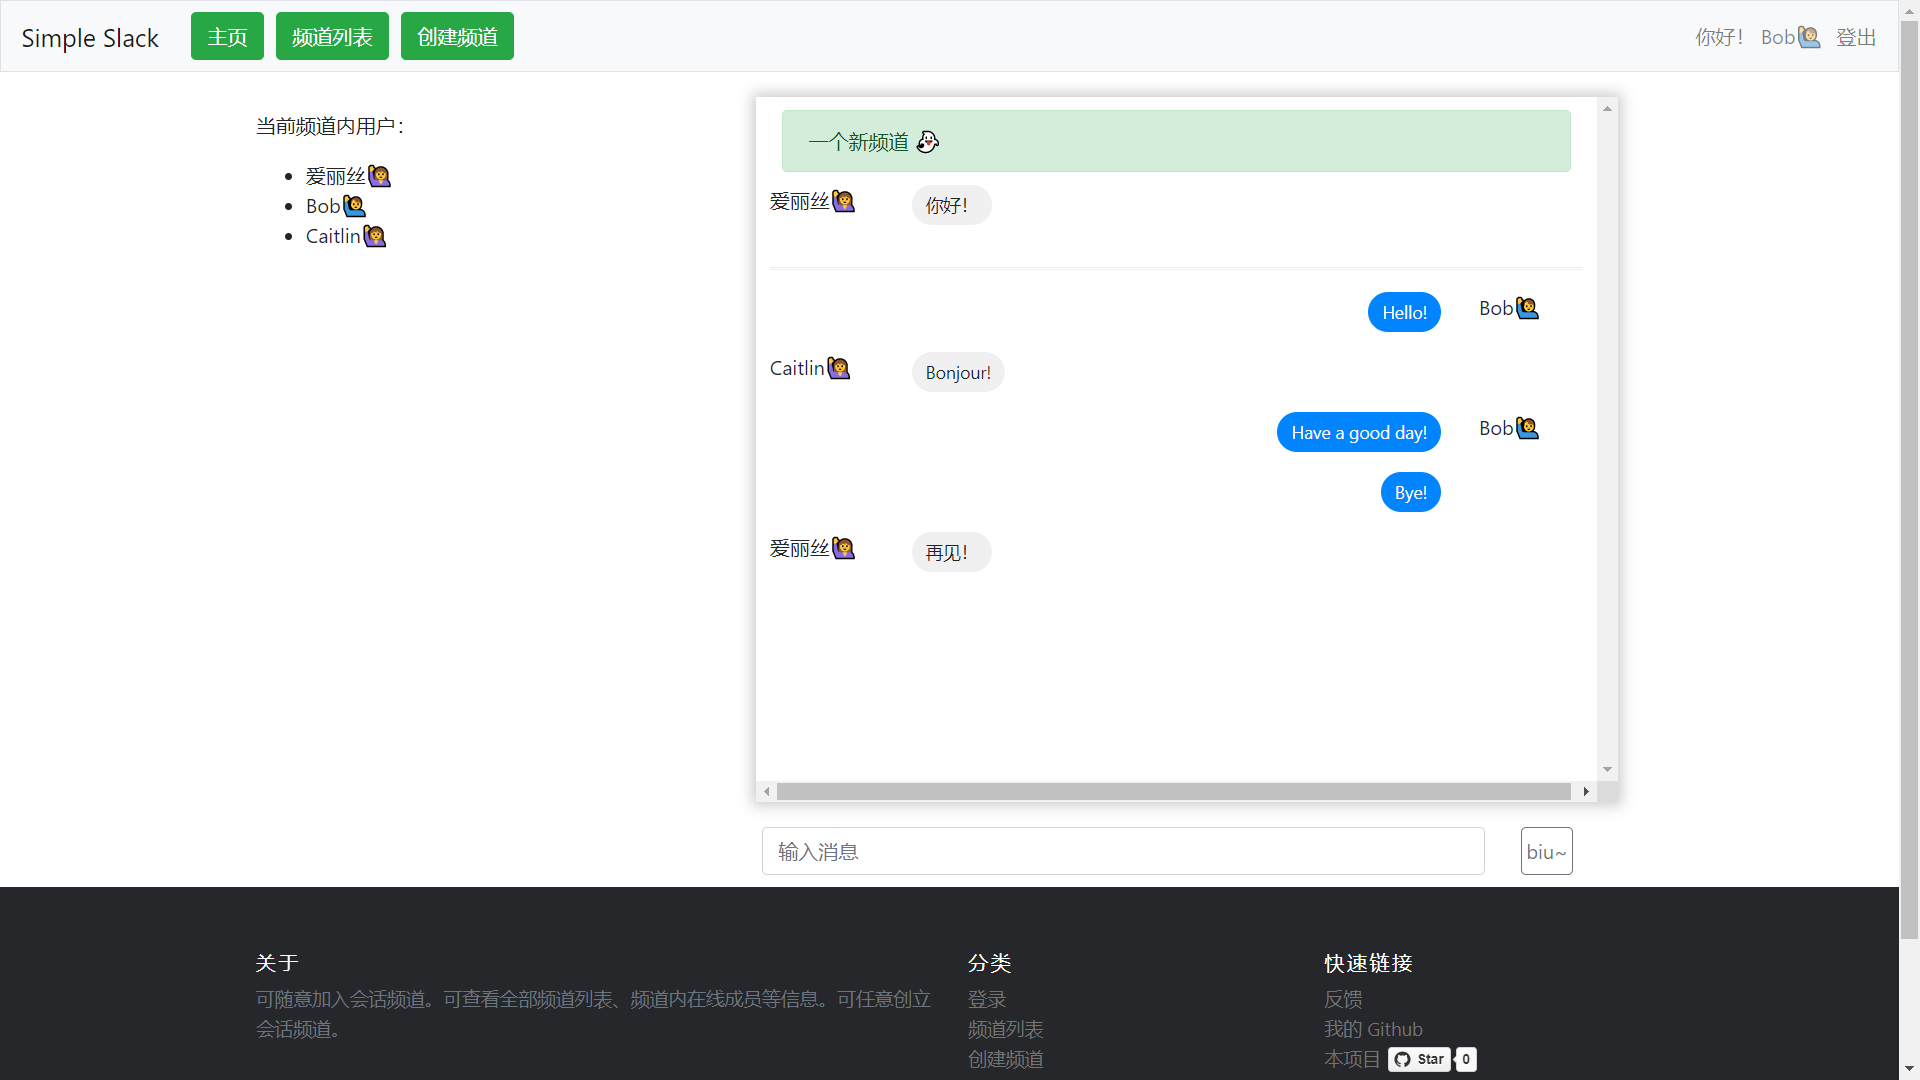 Simple Slack 主页 频道列表 创建频道 你好！ Bob🙋🏼‍♂️ 登出
当前频道内用户：
爱丽丝🙋‍♀️
Bob🙋‍♂️
Caitlin🙋‍♀️
一个新频道 👻
爱丽丝🙋‍♀️ 你好！
Hello! Bob🙋‍♂️
Caitlin🙋‍♀️ Bonjour!
Have a good day! Bob🙋‍♂️
Bye!
爱丽丝🙋‍♀️ 再见！
输入消息 biu~
关于
可随意加入会话频道。可查看全部频道列表、频道内在线成员等信息。可任意创立
会话频道。
分类
登录
频道列表
创建频道
快速链接
反馈
我的 Github
本项目 Star 0